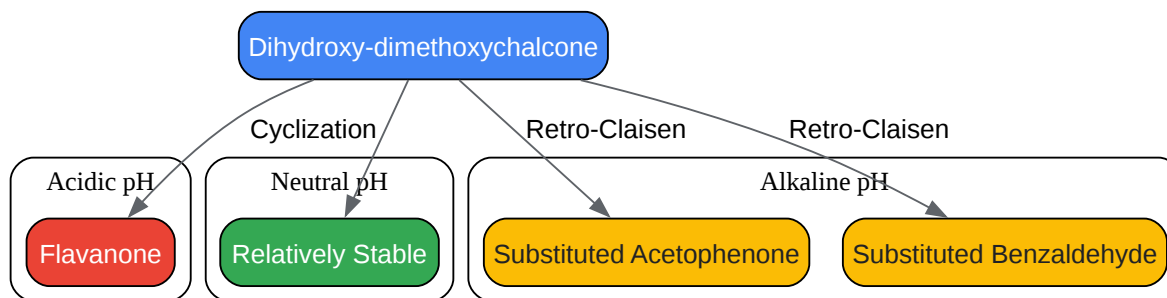 Dihydroxy-dimethoxychalcone
Cyclization
Retro-Claisen
Retro-Claisen
Acidic pH
Neutral pH
Alkaline pH
Flavanone
Relatively Stable
Substituted Acetophenone
Substituted Benzaldehyde